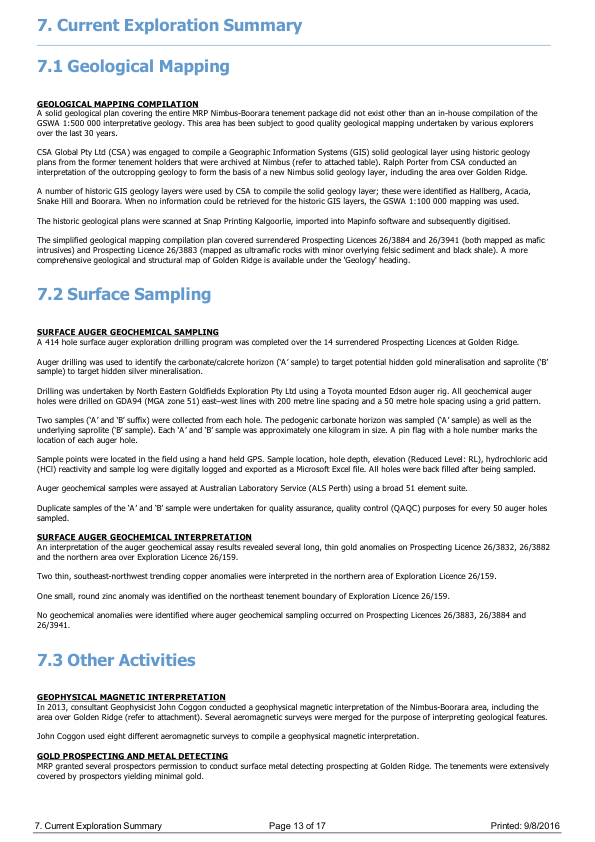 7. Current Exploration Summary
7.1 Geological Mapping
GEOLOGICAL MAPPING COMPILATION
A solid geological plan covering the entire MRP Nimbus-Boorara tenement package did not exist other than an in-house compilation of the
GSWA 1:500 000 interpretative geology. This area has been subject to good quality geological mapping undertaken by various explorers
over the last 30 years.
CSA Global Pty Ltd (CSA) was engaged to compile a Geographic Information Systems (GIS) solid geological layer using historic geology
plans from the former tenement holders that were archived at Nimbus (refer to attached table). Ralph Porter from CSA conducted an
interpretation of the outcropping geology to form the basis of a new Nimbus solid geology layer, including the area over Golden Ridge.
A number of historic GIS geology layers were used by CSA to compile the solid geology layer; these were identified as Hallberg, Acacia,
Snake Hill and Boorara. When no information could be retrieved for the historic GIS layers, the GSWA 1:100 000 mapping was used.
The historic geological plans were scanned at Snap Printing Kalgoorlie, imported into Mapinfo software and subsequently digitised.
The simplified geological mapping compilation plan covered surrendered Prospecting Licences 26/3884 and 26/3941 (both mapped as mafic
intrusives) and Prospecting Licence 26/3883 (mapped as ultramafic rocks with minor overlying felsic sediment and black shale). A more
comprehensive geological and structural map of Golden Ridge is available under the 'Geology' heading.
7.2 Surface Sampling
SURFACE AUGER GEOCHEMICAL SAMPLING
A 414 hole surface auger exploration drilling program was completed over the 14 surrendered Prospecting Licences at Golden Ridge.
Auger drilling was used to identify the carbonate/calcrete horizon (‘A’ sample) to target potential hidden gold mineralisation and saprolite (‘B’
sample) to target hidden silver mineralisation.
Drilling was undertaken by North Eastern Goldfields Exploration Pty Ltd using a Toyota mounted Edson auger rig. All geochemical auger
holes were drilled on GDA94 (MGA zone 51) east–west lines with 200 metre line spacing and a 50 metre hole spacing using a grid pattern.
Two samples (‘A’ and ‘B’ suffix) were collected from each hole. The pedogenic carbonate horizon was sampled (‘A’ sample) as well as the
underlying saprolite (‘B’ sample). Each ‘A’ and ‘B’ sample was approximately one kilogram in size. A pin flag with a hole number marks the
location of each auger hole.
Sample points were located in the field using a hand held GPS. Sample location, hole depth, elevation (Reduced Level: RL), hydrochloric acid
(HCl) reactivity and sample log were digitally logged and exported as a Microsoft Excel file. All holes were back filled after being sampled.
Auger geochemical samples were assayed at Australian Laboratory Service (ALS Perth) using a broad 51 element suite.
Duplicate samples of the ‘A’ and ‘B’ sample were undertaken for quality assurance, quality control (QAQC) purposes for every 50 auger holes
sampled.
SURFACE AUGER GEOCHEMICAL INTERPRETATION
An interpretation of the auger geochemical assay results revealed several long, thin gold anomalies on Prospecting Licence 26/3832, 26/3882
and the northern area over Exploration Licence 26/159.
Two thin, southeast-northwest trending copper anomalies were interpreted in the northern area of Exploration Licence 26/159.
One small, round zinc anomaly was identified on the northeast tenement boundary of Exploration Licence 26/159.
No geochemical anomalies were identified where auger geochemical sampling occurred on Prospecting Licences 26/3883, 26/3884 and
26/3941.
7.3 Other Activities
GEOPHYSICAL MAGNETIC INTERPRETATION
In 2013, consultant Geophysicist John Coggon conducted a geophysical magnetic interpretation of the Nimbus-Boorara area, including the
area over Golden Ridge (refer to attachment). Several aeromagnetic surveys were merged for the purpose of interpreting geological features.
John Coggon used eight different aeromagnetic surveys to compile a geophysical magnetic interpretation.
GOLD PROSPECTING AND METAL DETECTING
MRP granted several prospectors permission to conduct surface metal detecting prospecting at Golden Ridge. The tenements were extensively
covered by prospectors yielding minimal gold.
7. Current Exploration Summary Page 13 of 17 Printed: 9/8/2016